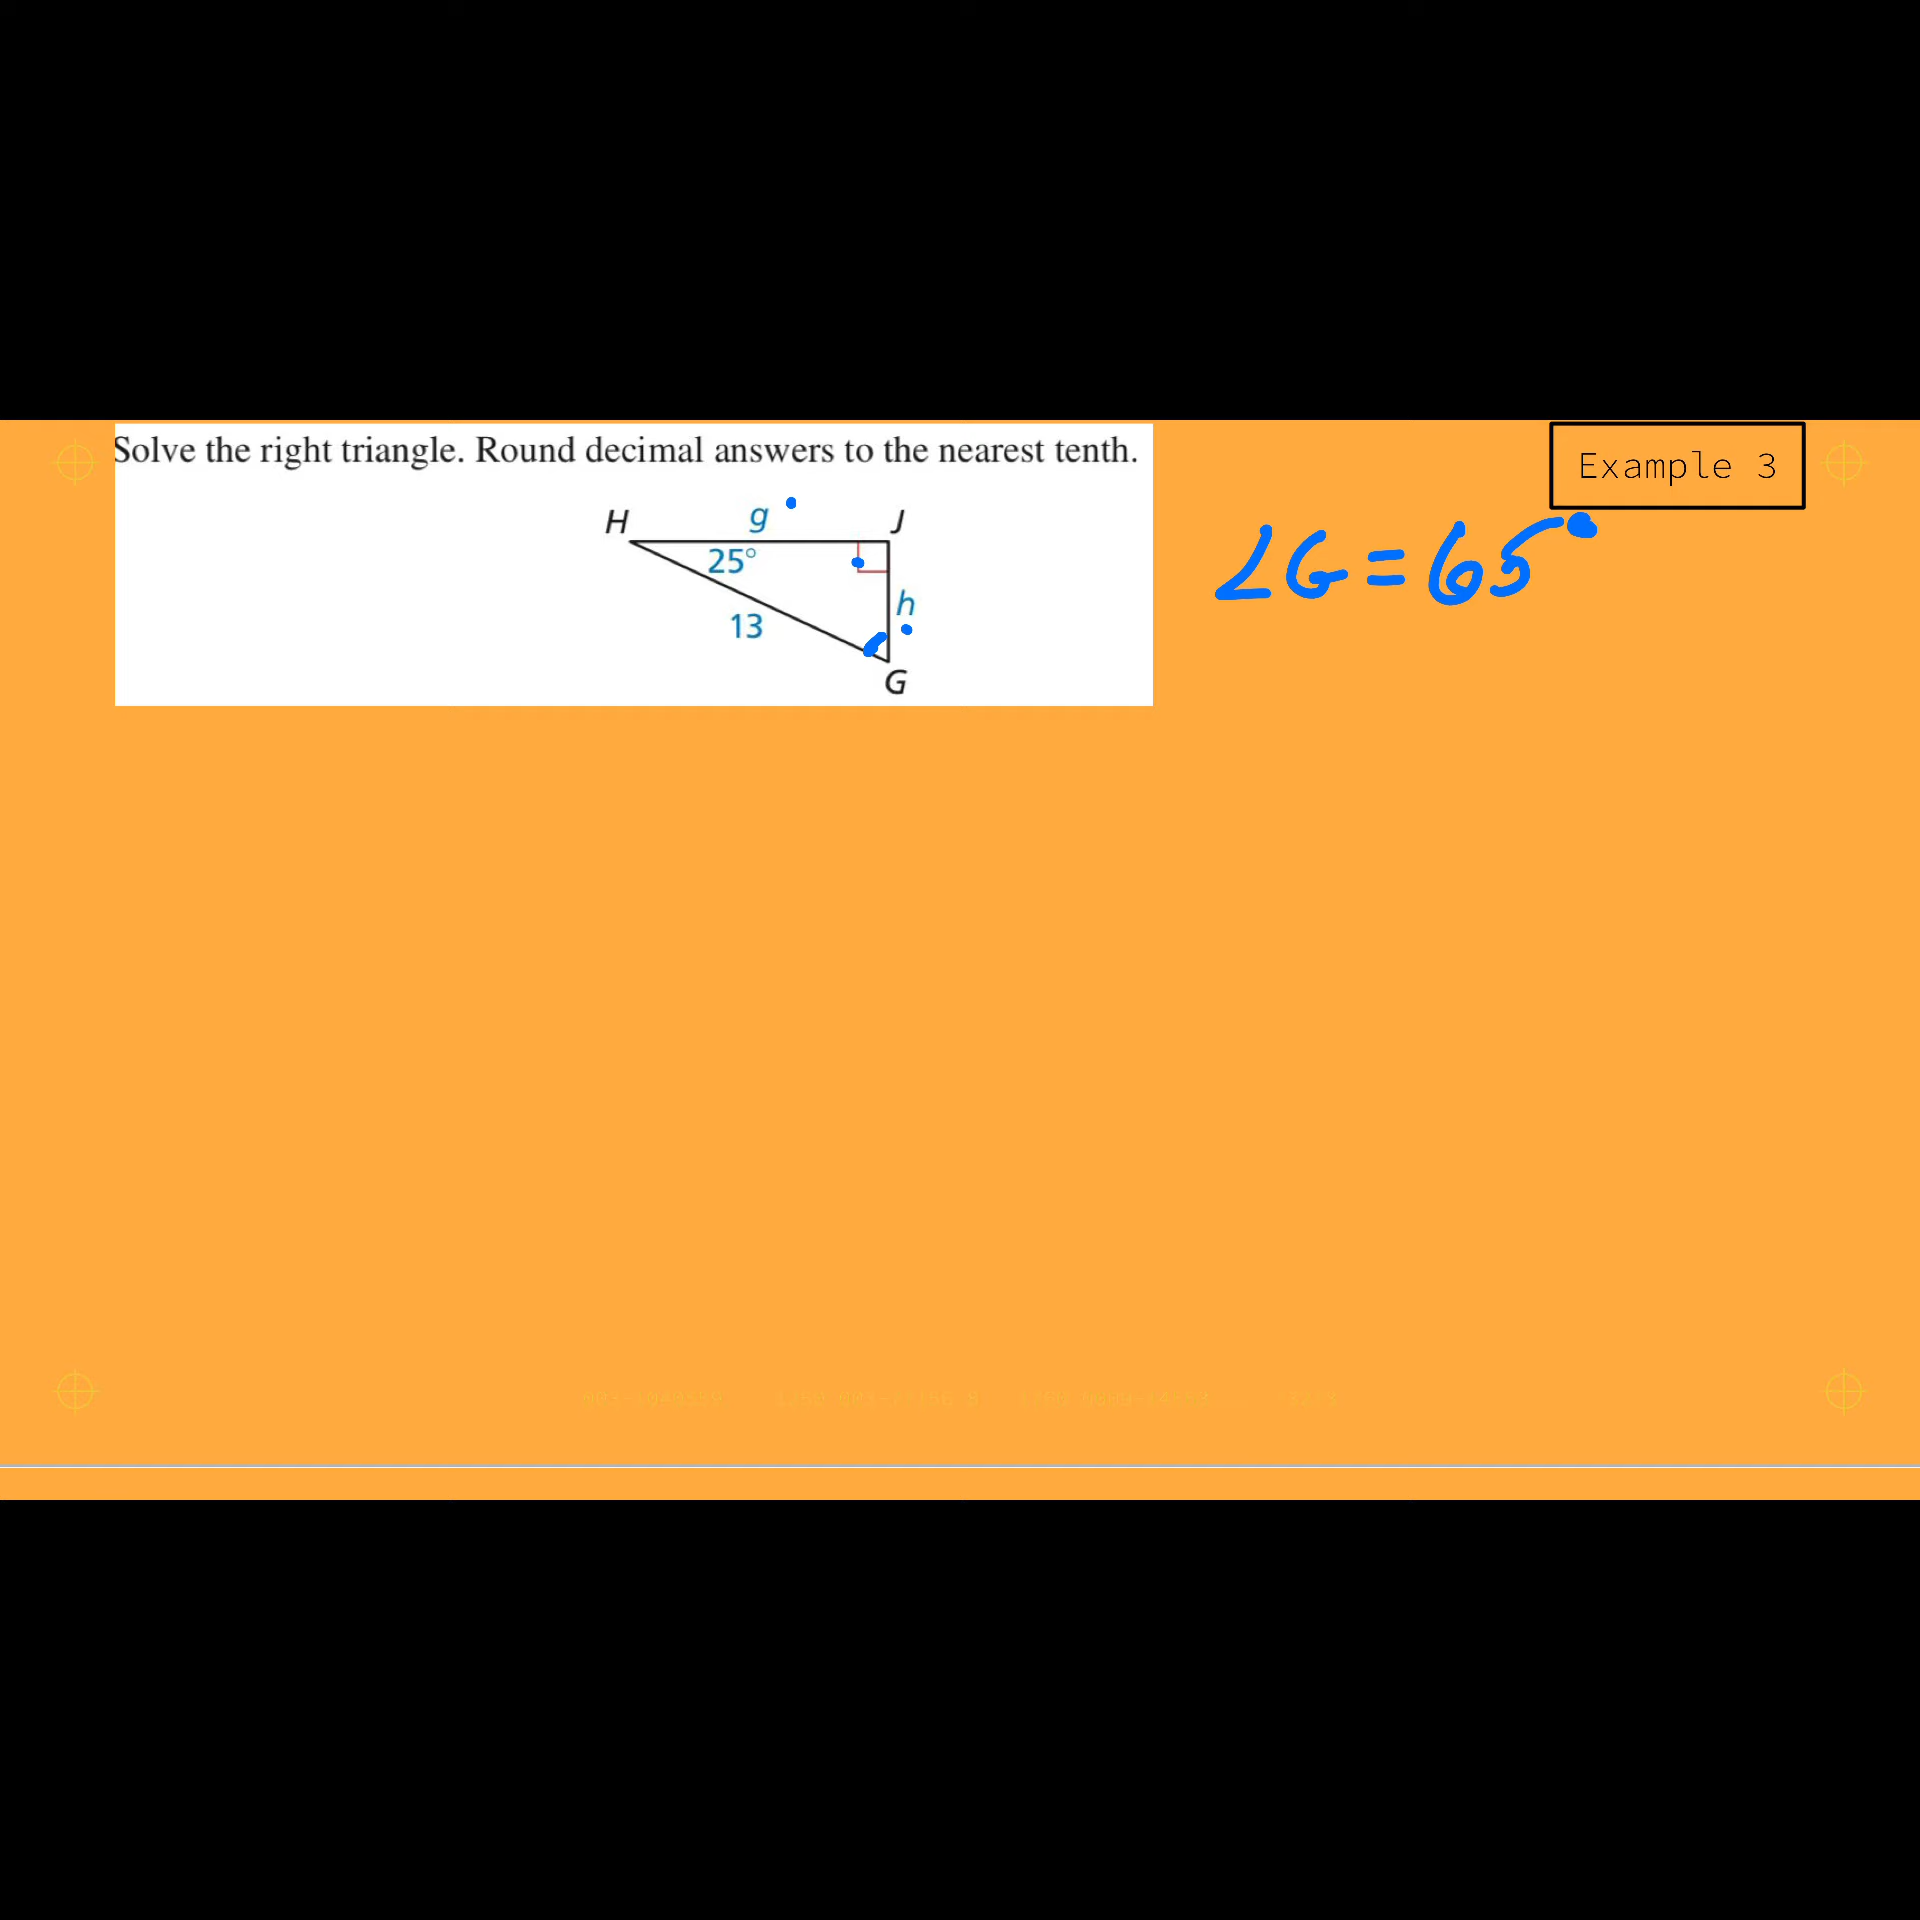 Solve the right triangle. Round decimal answers to the nearest tenth.
Example 3
H g J
25°
h
13
G
∠G = 65°